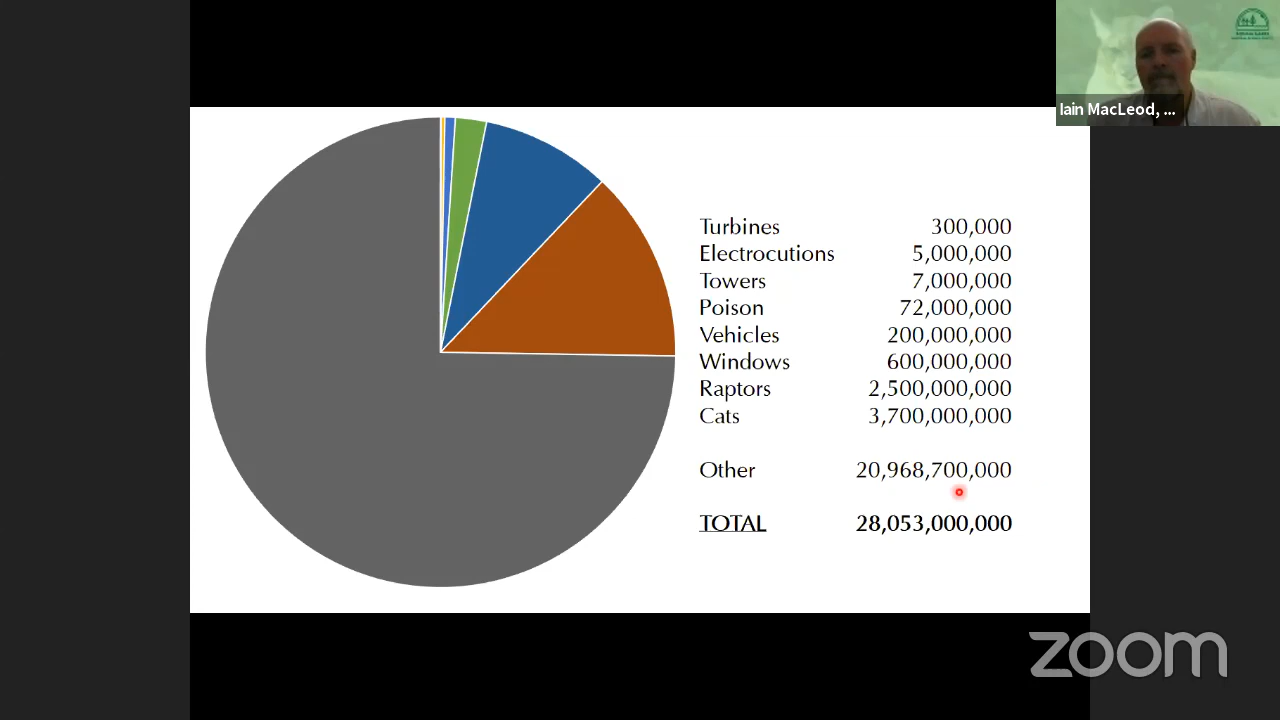 Iain MacLeod, ...
Turbines 300,000
Electrocutions 5,000,000
Towers 7,000,000
Poison 72,000,000
Vehicles 200,000,000
Windows 600,000,000
Raptors 2,500,000,000
Cats 3,700,000,000
Other 20,968,700,000
TOTAL 28,053,000,000
zoom